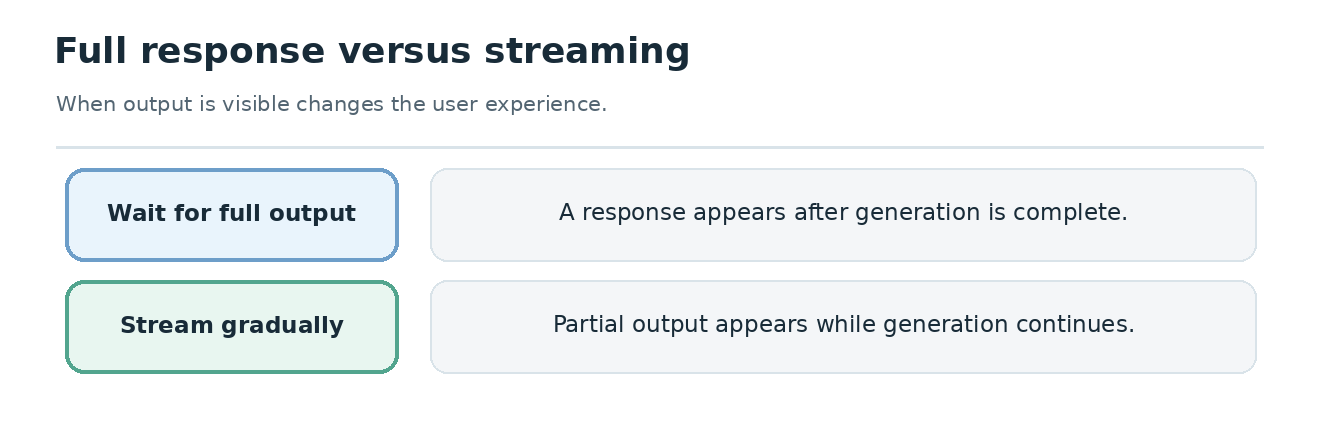 Full response versus streaming
When output is visible changes the user experience.
Wait for full output
A response appears after generation is complete.
Stream gradually
Partial output appears while generation continues.